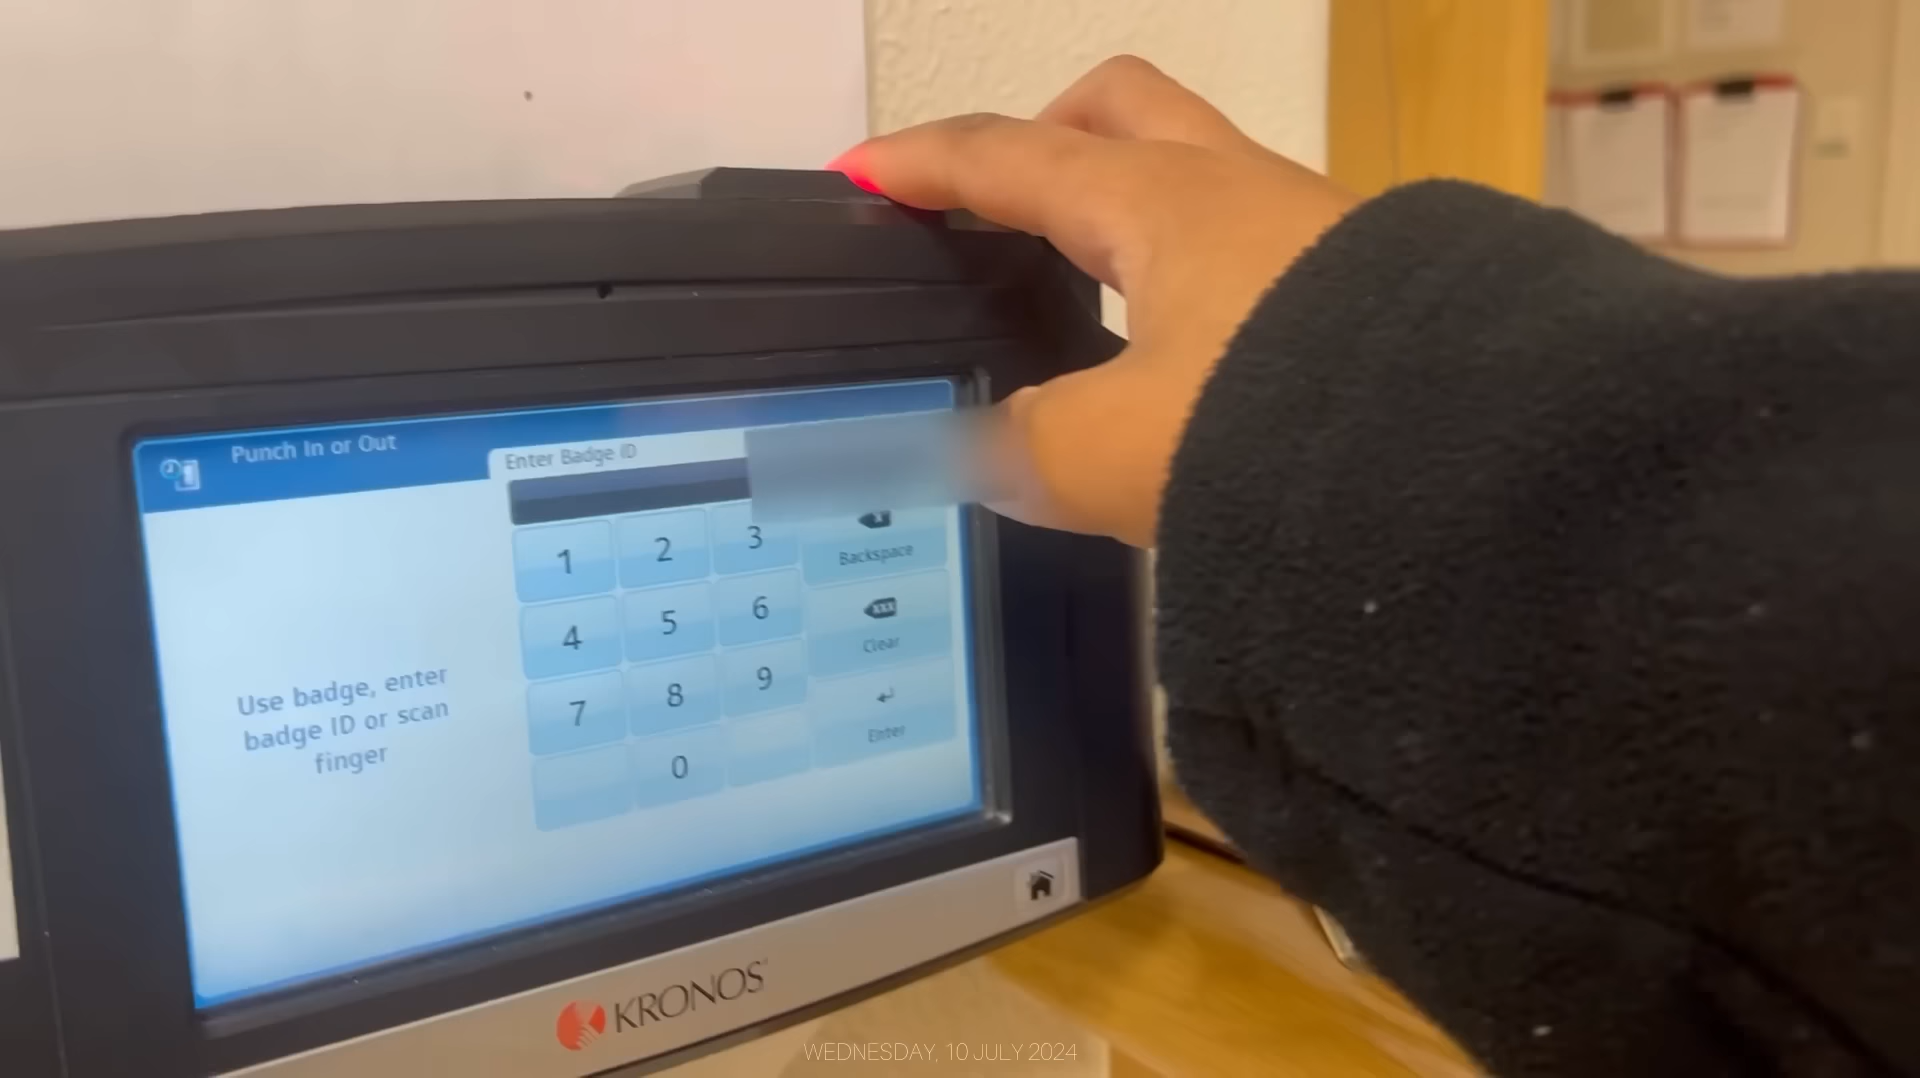 Punch In or Out
Enter Badge ID
1 2 3
Backspace
4 5 6
xxx
Clear
7 8 9
Enter
0
Use badge, enter
badge ID or scan
finger
KRONOS
WEDNESDAY, 10 JULY 2024